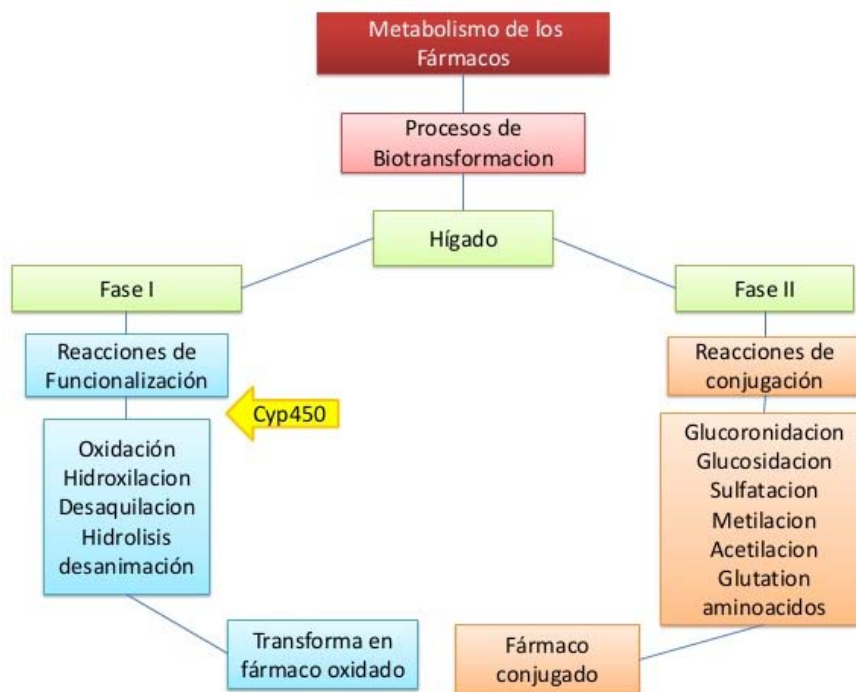 Metabolismo de los
Fármacos
Procesos de
Biotransformacion
Hígado
Fase I
Fase II
Reacciones de
Funcionalización
Reacciones de
conjugación
Cyp450
Oxidación
Hidroxilacion
Desaquilacion
Hidrolisis
desanimación
Glucoronidacion
Glucosidacion
Sulfatacion
Metilacion
Acetilacion
Glutation
aminoacidos
Transforma en
fármaco oxidado
Fármaco
conjugado